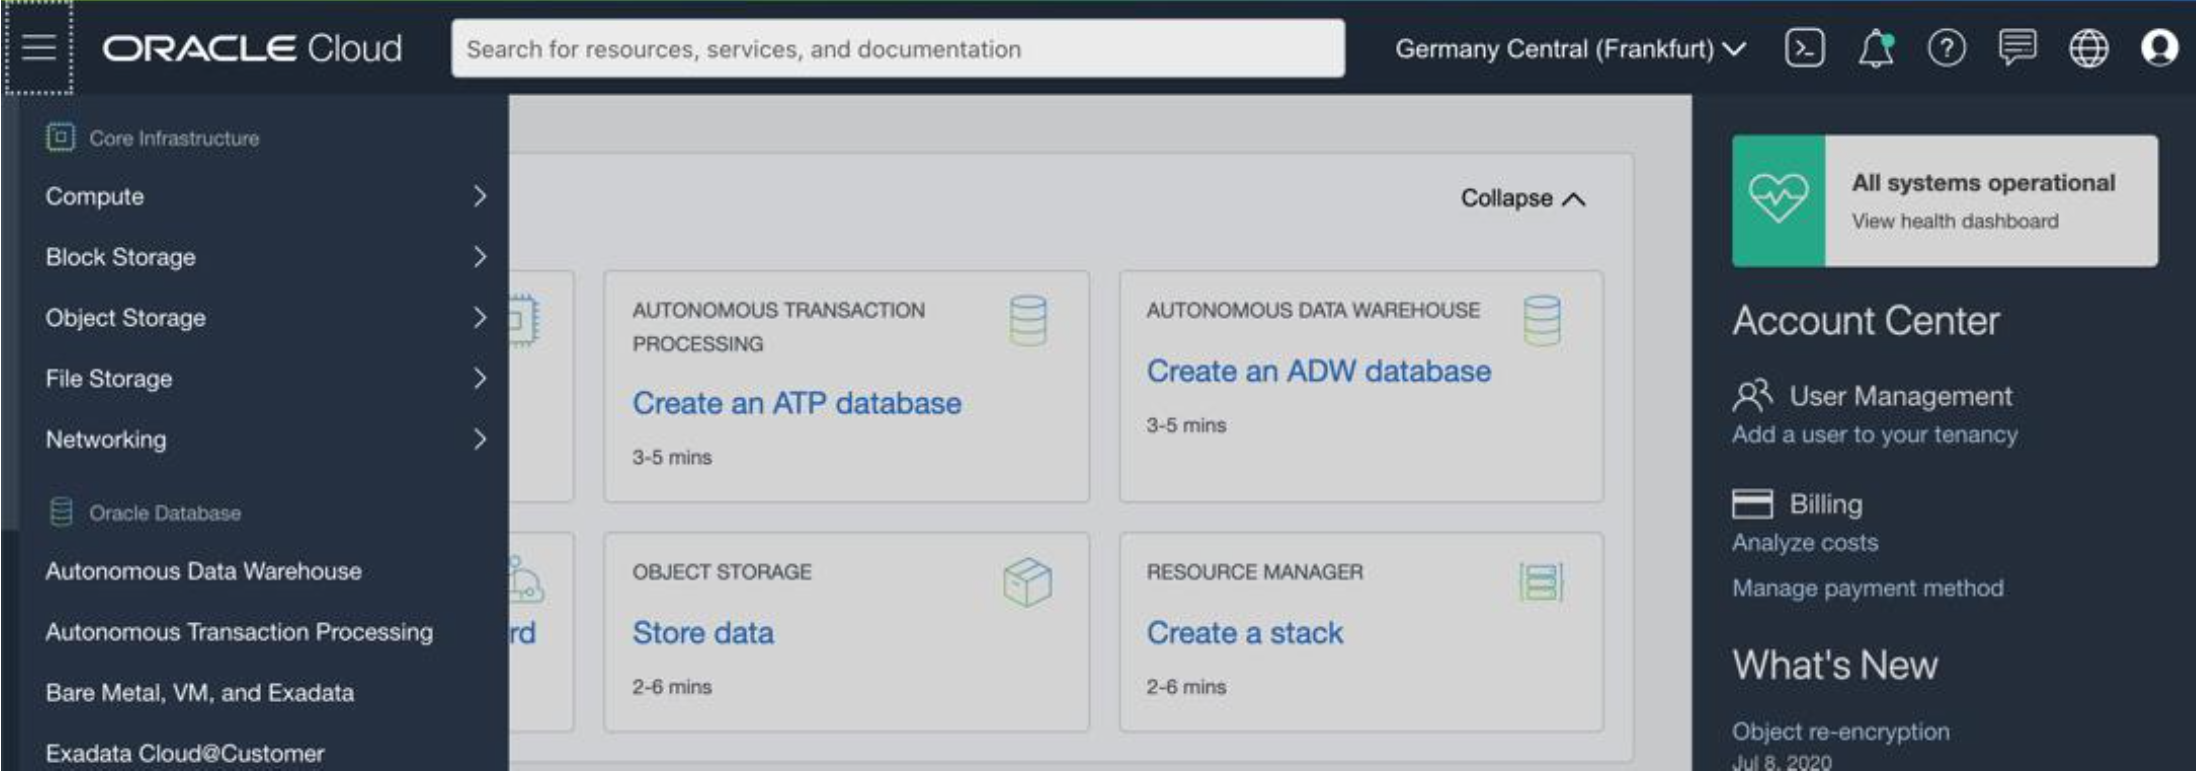 ORACLE Cloud
Search for resources, services, and documentation
Germany Central (Frankfurt)
Core Infrastructure
Compute
Block Storage
Object Storage
File Storage
Networking
Oracle Database
Autonomous Data Warehouse
Autonomous Transaction Processing
Bare Metal, VM, and Exadata
Exadata Cloud@Customer
Collapse
AUTONOMOUS TRANSACTION
PROCESSING
Create an ATP database
3-5 mins
AUTONOMOUS DATA WAREHOUSE
Create an ADW database
3-5 mins
rd
OBJECT STORAGE
Store data
2-6 mins
RESOURCE MANAGER
Create a stack
2-6 mins
All systems operational
View health dashboard
Account Center
User Management
Add a user to your tenancy
Billing
Analyze costs
Manage payment method
What's New
Object re-encryption
Jul 8, 2020